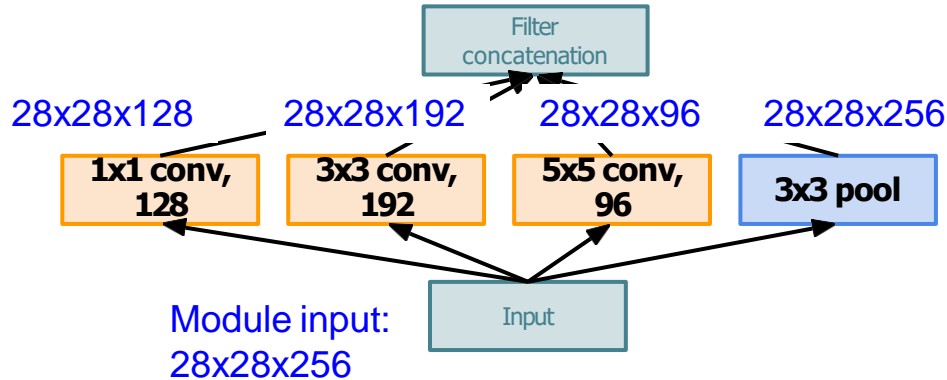 Filter
concatenation
28x28x128
28x28x192
28x28x96
28x28x256
1x1 conv,
128
3x3 conv,
192
5x5 conv,
96
3x3 pool
Input
Module input:
28x28x256